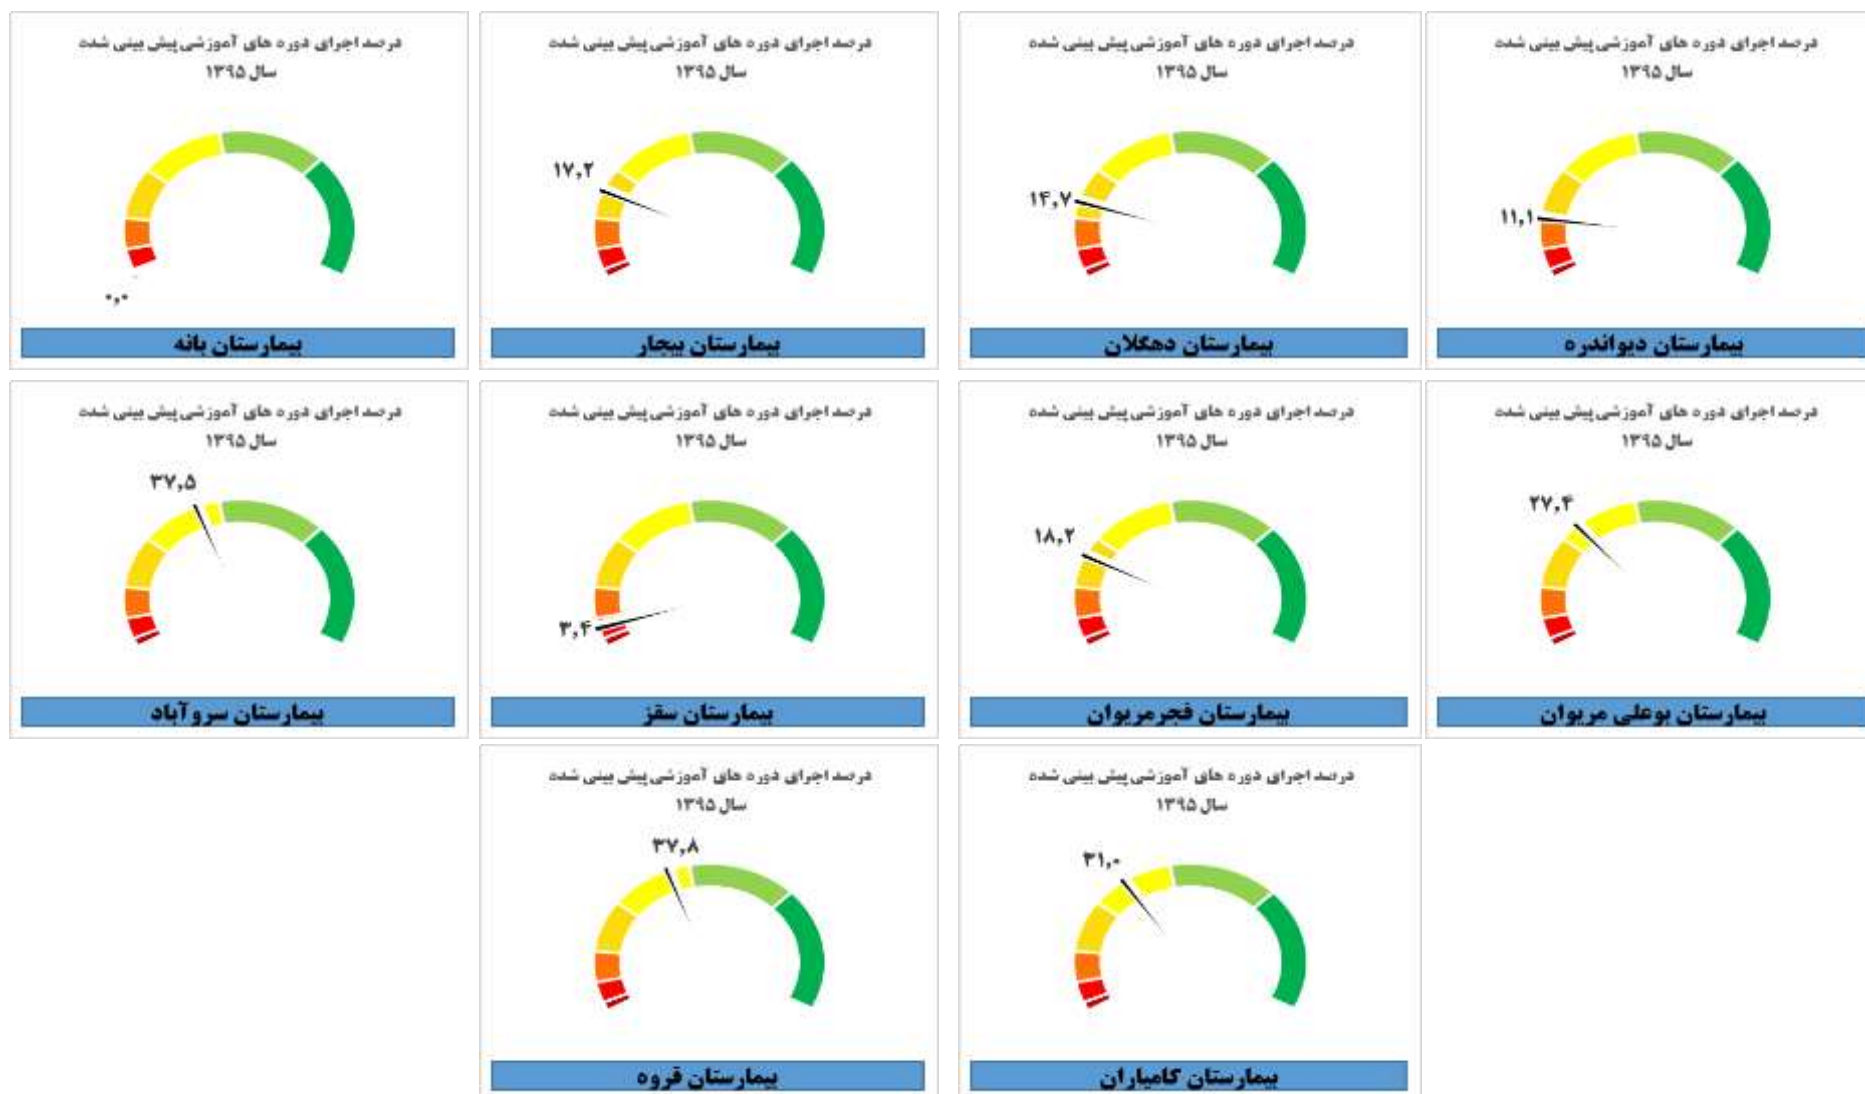 درصد اجرای دوره های آموزشی پیش بینی شده
سال ۱۳۹۵
۱۱٫۱
بیمارستان دیواندره
درصد اجرای دوره های آموزشی پیش بینی شده
سال ۱۳۹۵
۱۴٫۷
بیمارستان دهگلان
درصد اجرای دوره های آموزشی پیش بینی شده
سال ۱۳۹۵
۱۷٫۲
بیمارستان بیجار
درصد اجرای دوره های آموزشی پیش بینی شده
سال ۱۳۹۵
۰٫۰
بیمارستان بانه
درصد اجرای دوره های آموزشی پیش بینی شده
سال ۱۳۹۵
۲۷٫۴
بیمارستان بوعلی مریوان
درصد اجرای دوره های آموزشی پیش بینی شده
سال ۱۳۹۵
۱۸٫۲
بیمارستان فجرمریوان
درصد اجرای دوره های آموزشی پیش بینی شده
سال ۱۳۹۵
۳٫۴
بیمارستان سقز
درصد اجرای دوره های آموزشی پیش بینی شده
سال ۱۳۹۵
۳۷٫۵
بیمارستان سروآباد
درصد اجرای دوره های آموزشی پیش بینی شده
سال ۱۳۹۵
۳۱٫۰
بیمارستان کامیاران
درصد اجرای دوره های آموزشی پیش بینی شده
سال ۱۳۹۵
۳۷٫۸
بیمارستان قروه